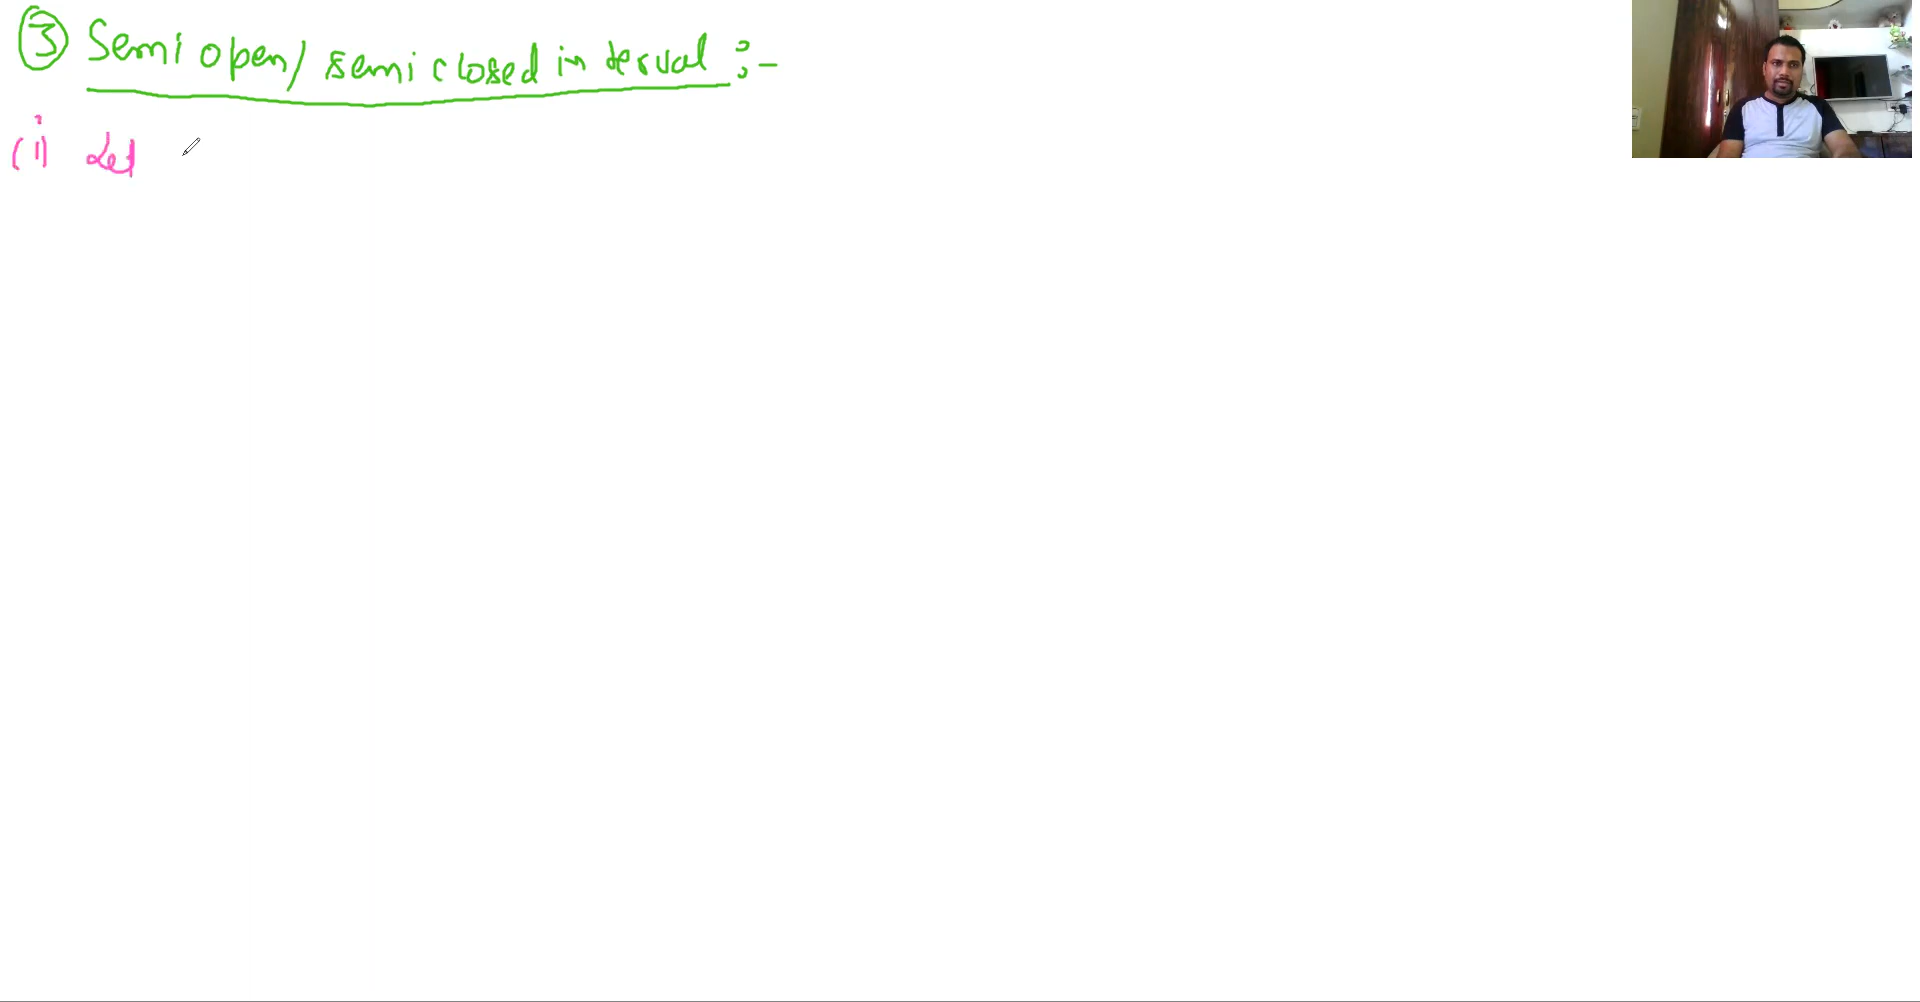 ③ Semi open/ semi closed interval :-
(i) Let